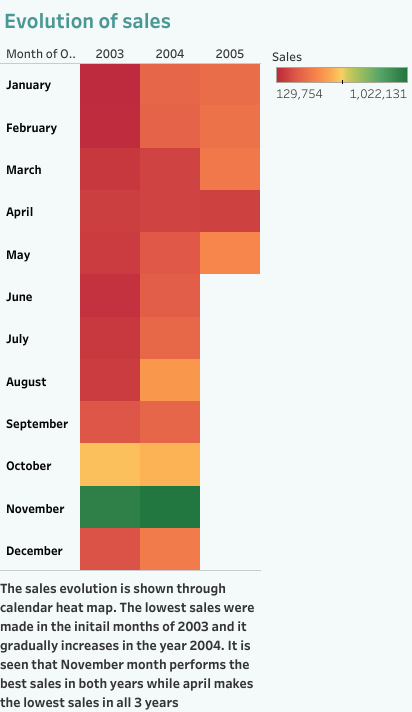 Evolution of sales
Month of O.. 2003 2004 2005
Sales
129,754 1,022,131
January
February
March
April
May
June
July
August
September
October
November
December
The sales evolution is shown through
calendar heat map. The lowest sales were
made in the initail months of 2003 and it
gradually increases in the year 2004. It is
seen that November month performs the
best sales in both years while april makes
the lowest sales in all 3 years